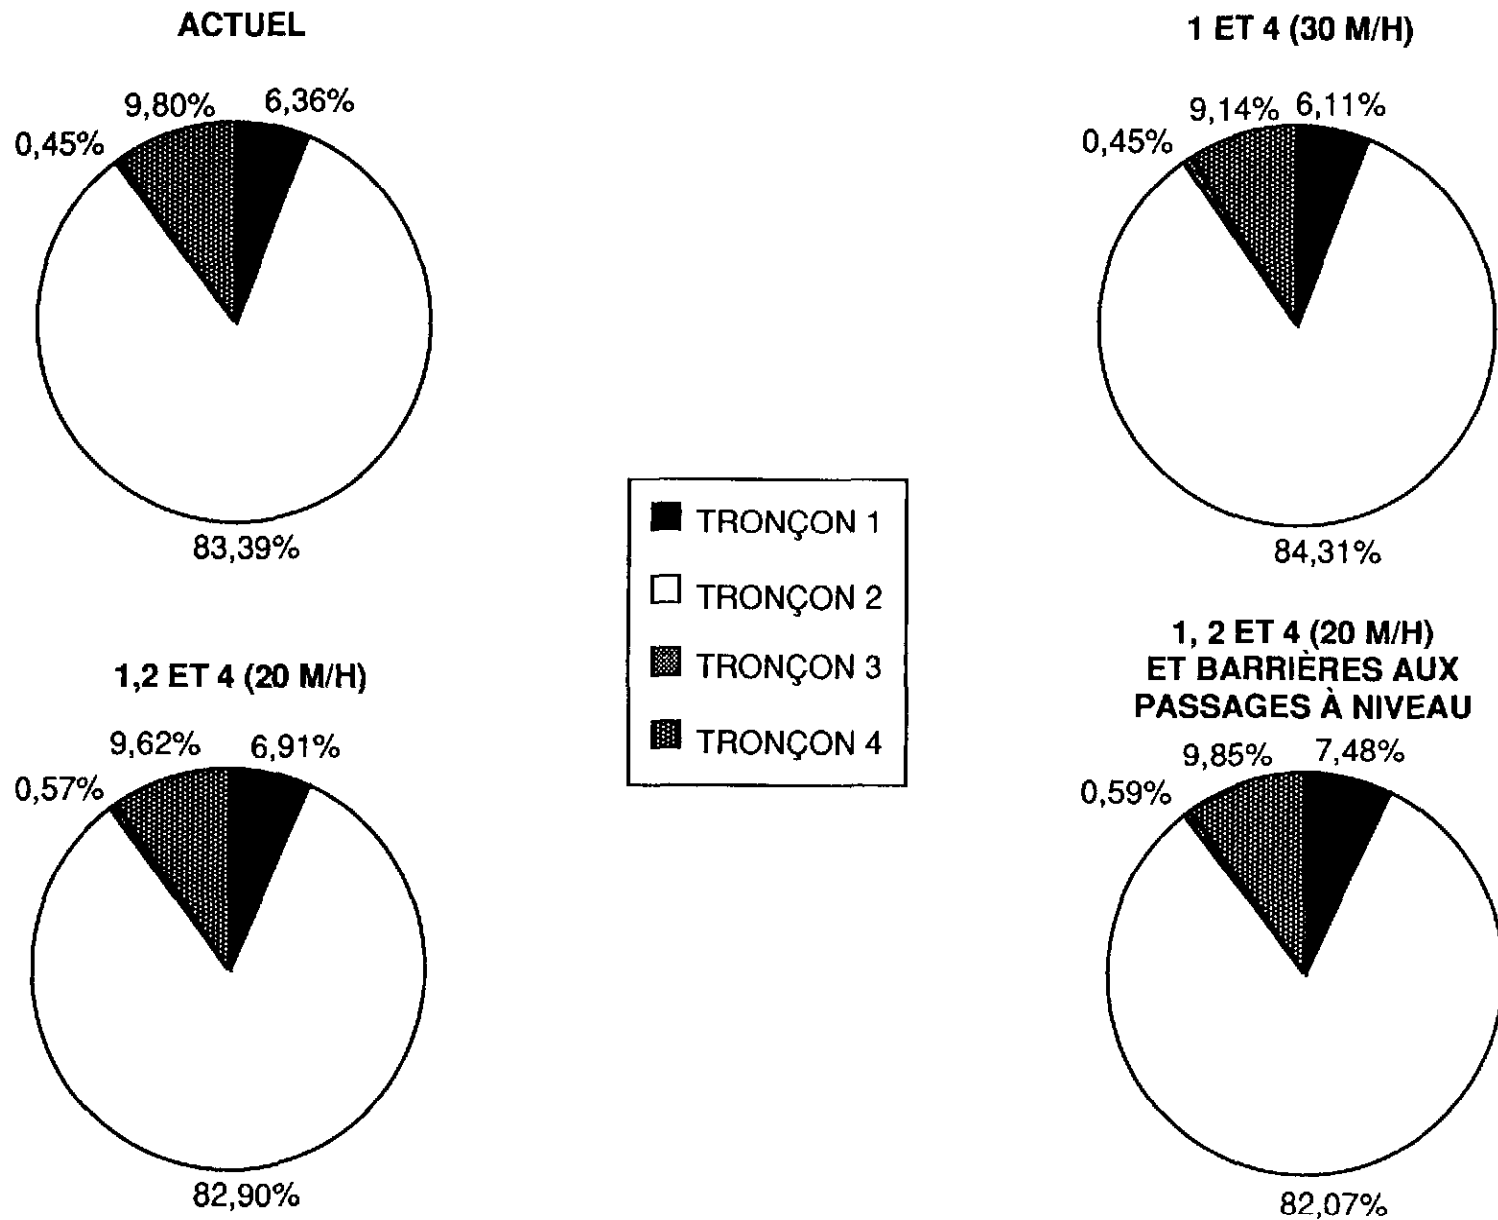 ACTUEL
9,80%
6,36%
0,45%
83,39%
1 ET 4 (30 M/H)
9,14%
6,11%
0,45%
84,31%
TRONÇON 1
TRONÇON 2
TRONÇON 3
TRONÇON 4
1,2 ET 4 (20 M/H)
9,62%
6,91%
0,57%
82,90%
1, 2 ET 4 (20 M/H)
ET BARRIÈRES AUX
PASSAGES À NIVEAU
9,85%
7,48%
0,59%
82,07%